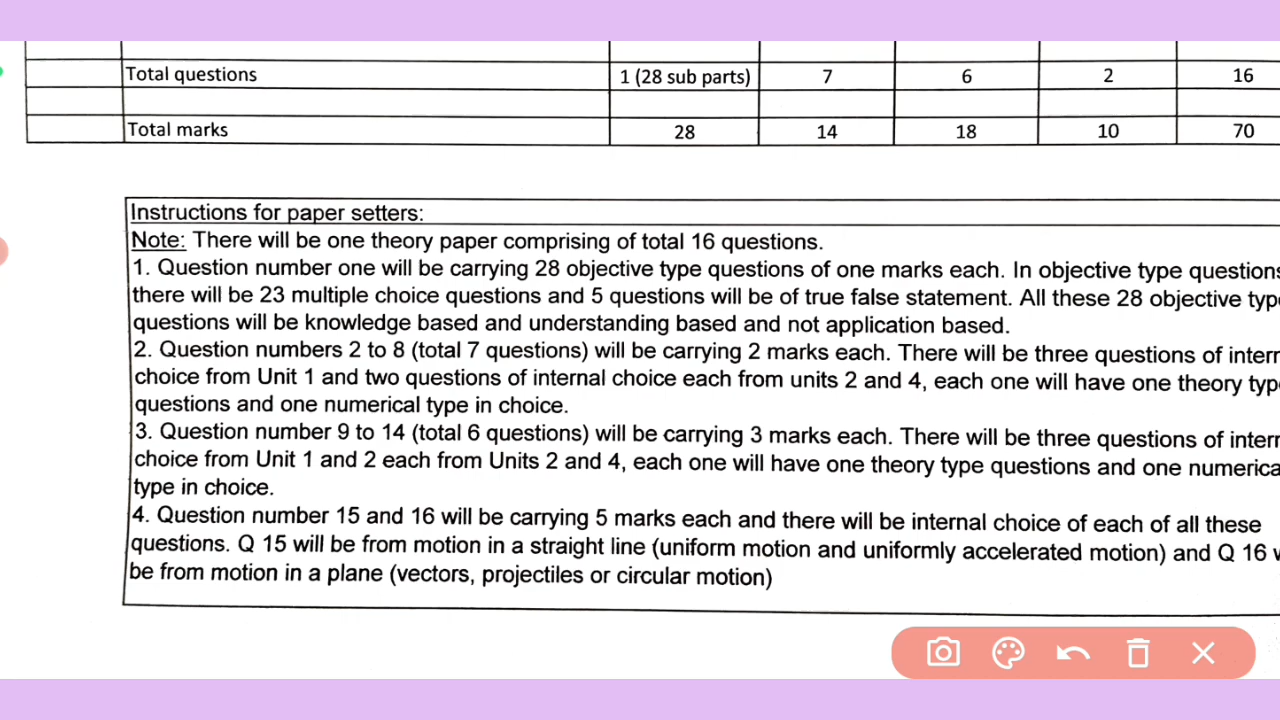 Total questions 1 (28 sub parts) 7 6 2 16
Total marks 28 14 18 10 70
Instructions for paper setters:
Note: There will be one theory paper comprising of total 16 questions.
1. Question number one will be carrying 28 objective type questions of one marks each. In objective type questions
there will be 23 multiple choice questions and 5 questions will be of true false statement. All these 28 objective type
questions will be knowledge based and understanding based and not application based.
2. Question numbers 2 to 8 (total 7 questions) will be carrying 2 marks each. There will be three questions of
choice from Unit 1 and two questions of internal choice each from units 2 and 4, each one will have one theory type
questions and one numerical type in choice.
3. Question number 9 to 14 (total 6 questions) will be carrying 3 marks each. There will be three questions of
choice from Unit 1 and 2 each from Units 2 and 4, each one will have one theory type questions and one numerica
type in choice.
4. Question number 15 and 16 will be carrying 5 marks each and there will be internal choice of each of all these
questions. Q 15 will be from motion in a straight line (uniform motion and uniformly accelerated motion) and Q 16
be from motion in a plane (vectors, projectiles or circular motion)